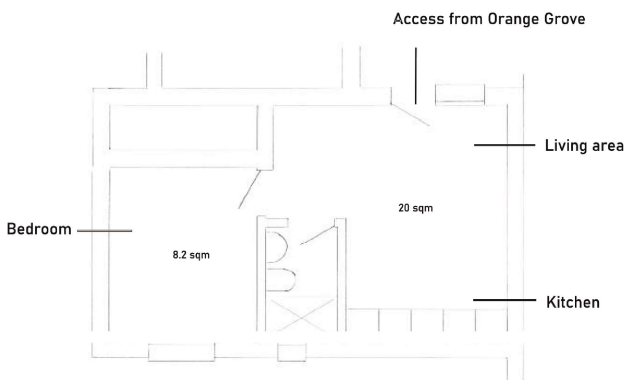 Access from Orange Grove
Living area
20 sqm
Bedroom
8.2 sqm
Kitchen